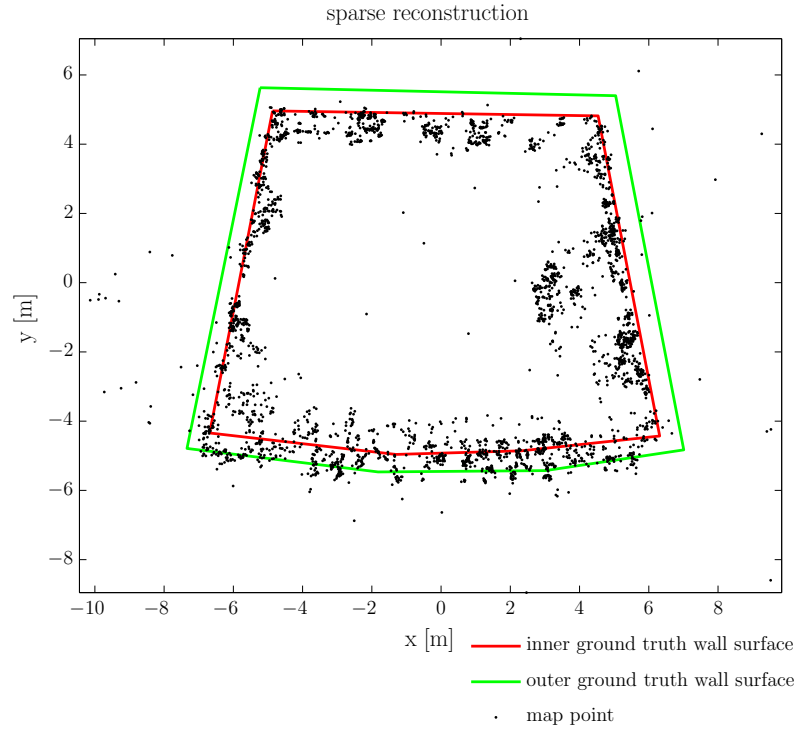 sparse reconstruction
6
4
2
0
−2
−4
−6
−8
y [m]
−10 −8 −6 −4 −2 0 2 4 6 8
x [m]
inner ground truth wall surface
outer ground truth wall surface
map point